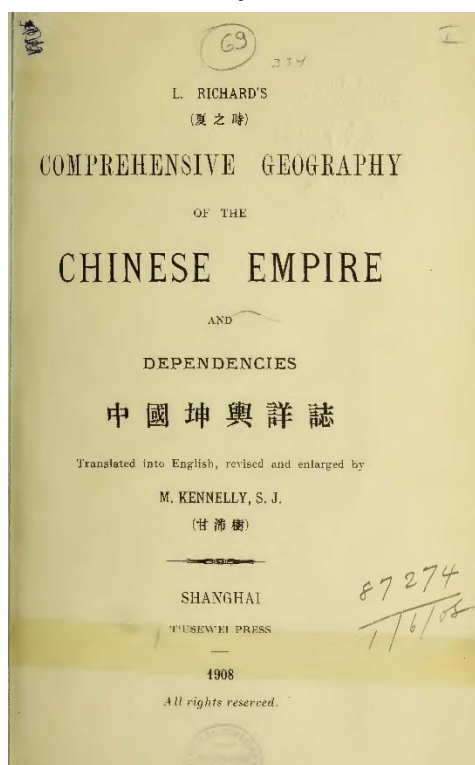 69
334
I
L. RICHARD'S
(夏之時)
COMPREHENSIVE GEOGRAPHY
OF THE
CHINESE EMPIRE
AND
DEPENDENCIES
中國坤輿詳誌
Translated into English, revised and enlarged by
M. KENNELLY, S. J.
(甘沛樹)
SHANGHAI
T'USEWEI PRESS
1908
All rights reserved.
87274
1/6/08